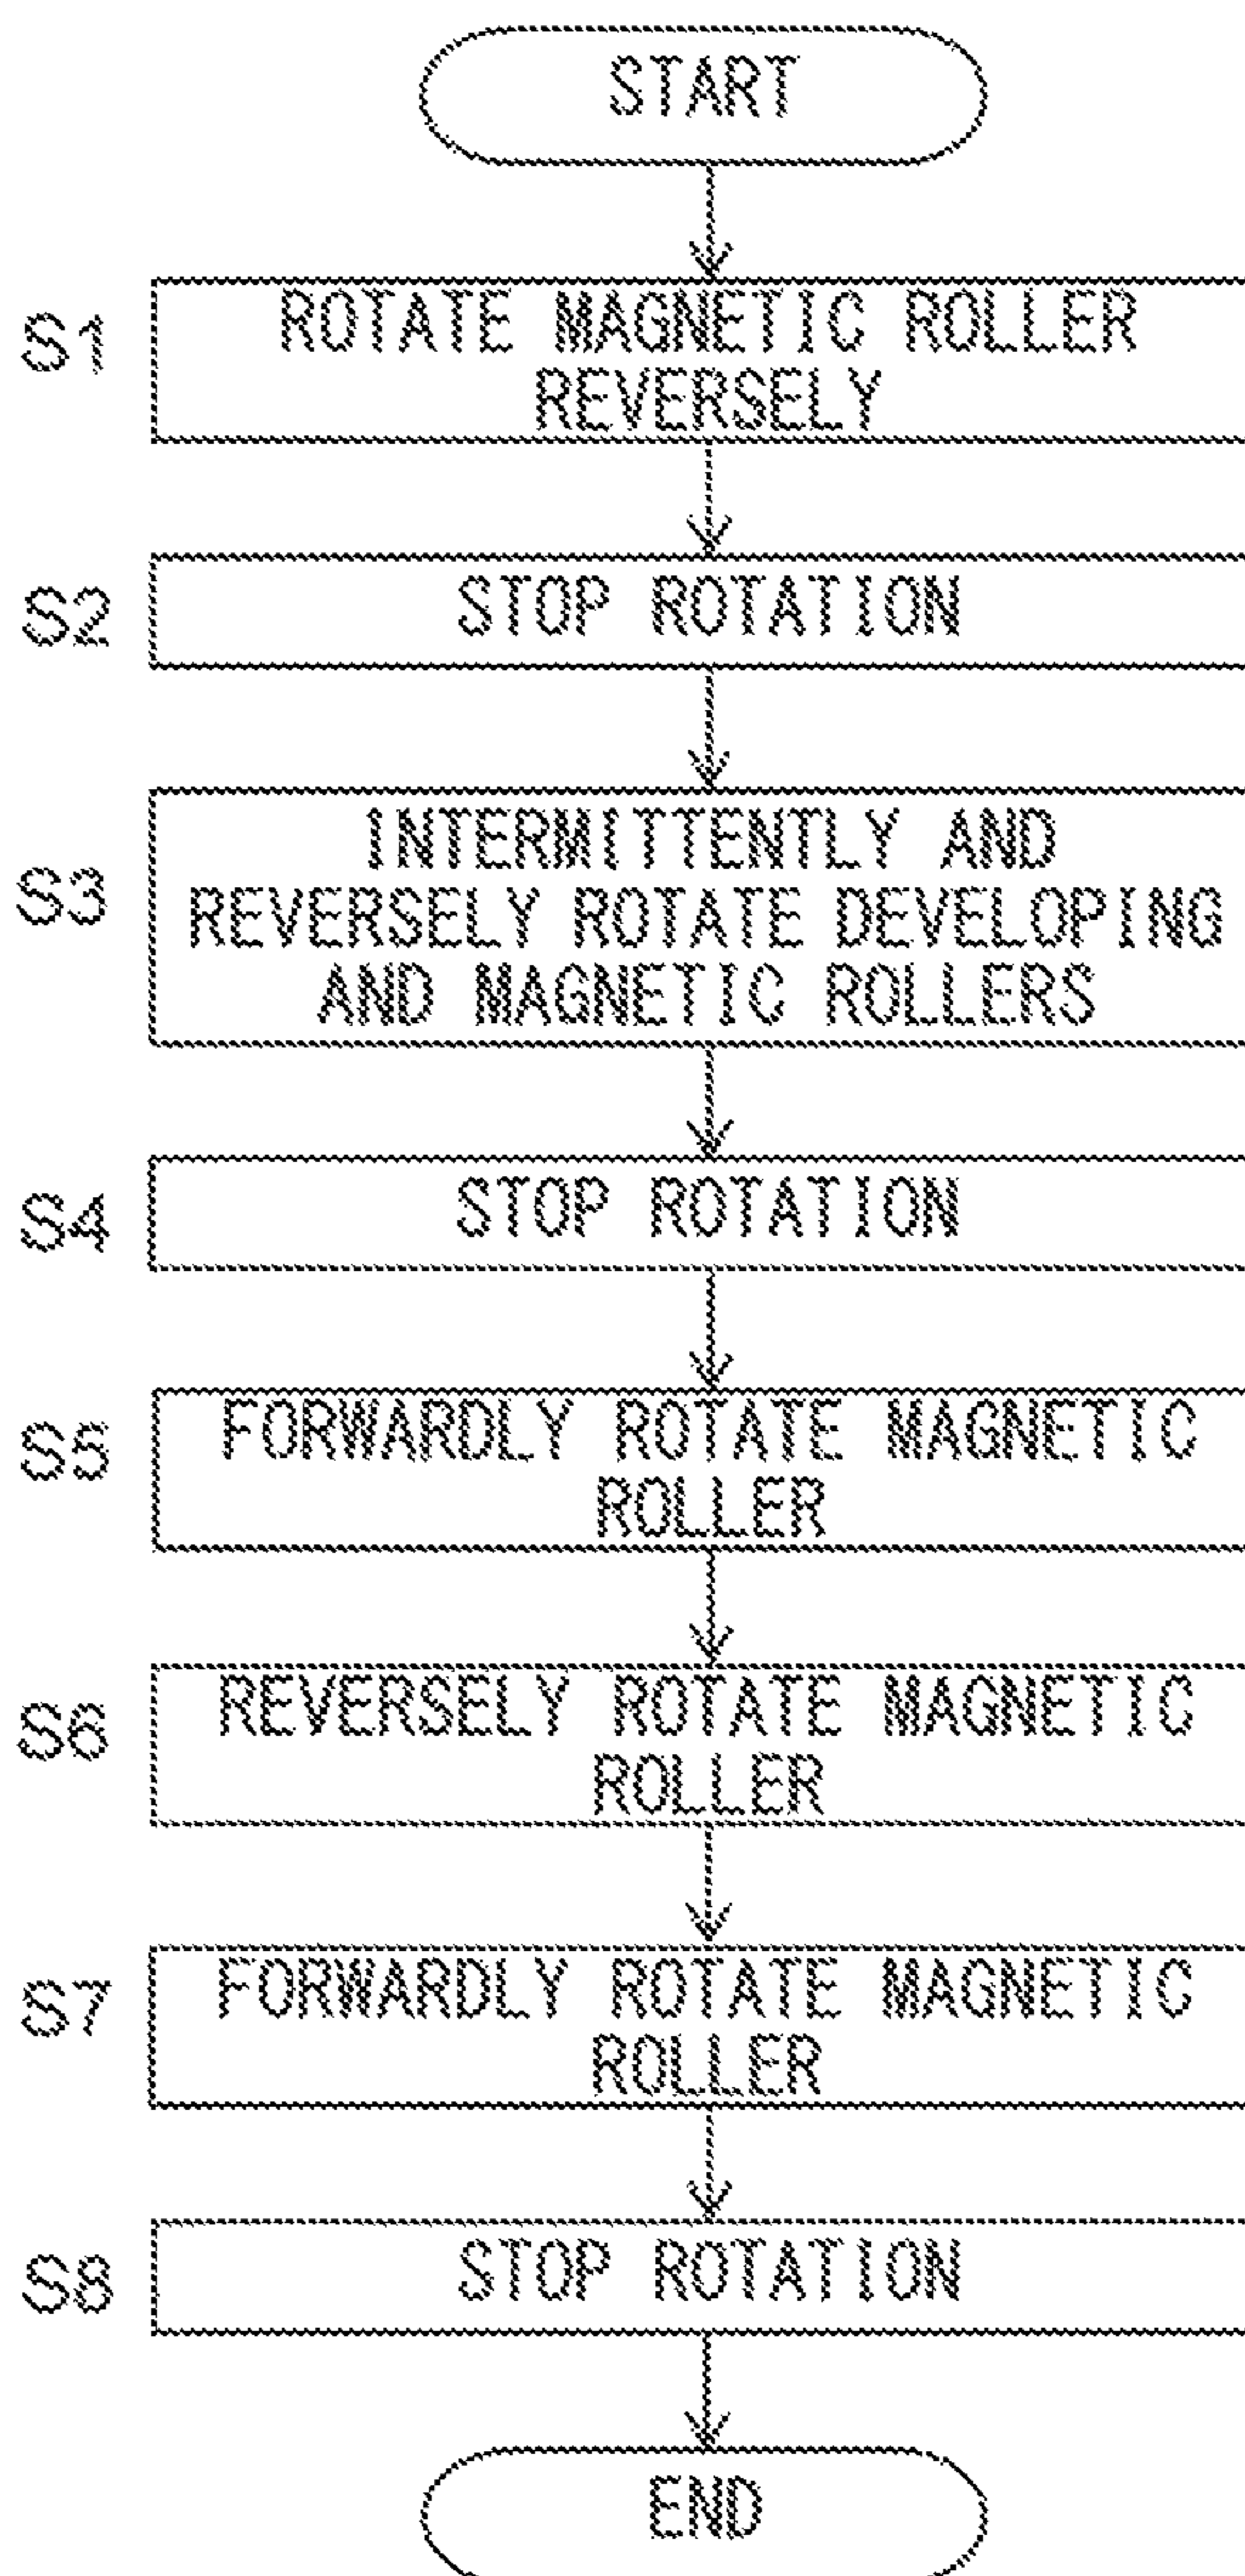 START
S1
ROTATE MAGNETIC ROLLER
REVERSELY
S2
STOP ROTATION
S3
INTERMITTENTLY AND
REVERSELY ROTATE DEVELOPING
AND MAGNETIC ROLLERS
S4
STOP ROTATION
S5
FORWARDLY ROTATE MAGNETIC
ROLLER
S6
REVERSELY ROTATE MAGNETIC
ROLLER
S7
FORWARDLY ROTATE MAGNETIC
ROLLER
S8
STOP ROTATION
END